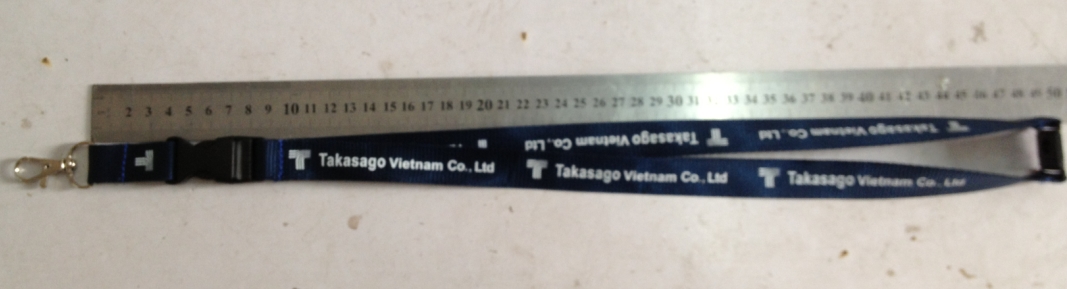 2 3 4 5 6 7 8 9 10 11 12 13 14 15 16 17 18 19 20 21 22 23 24 25 26 27 28 29 30 31 32 33 34 35 36 37 38 39 40 41 42 43 44 45 46 47 48 49 50
Takasago Vietnam Co., Ltd
Takasago Vietnam Co., Ltd
T
T Takasago Vietnam Co., Ltd
T Takasago Vietnam Co., Ltd
T Takasago Vietnam Co., Ltd